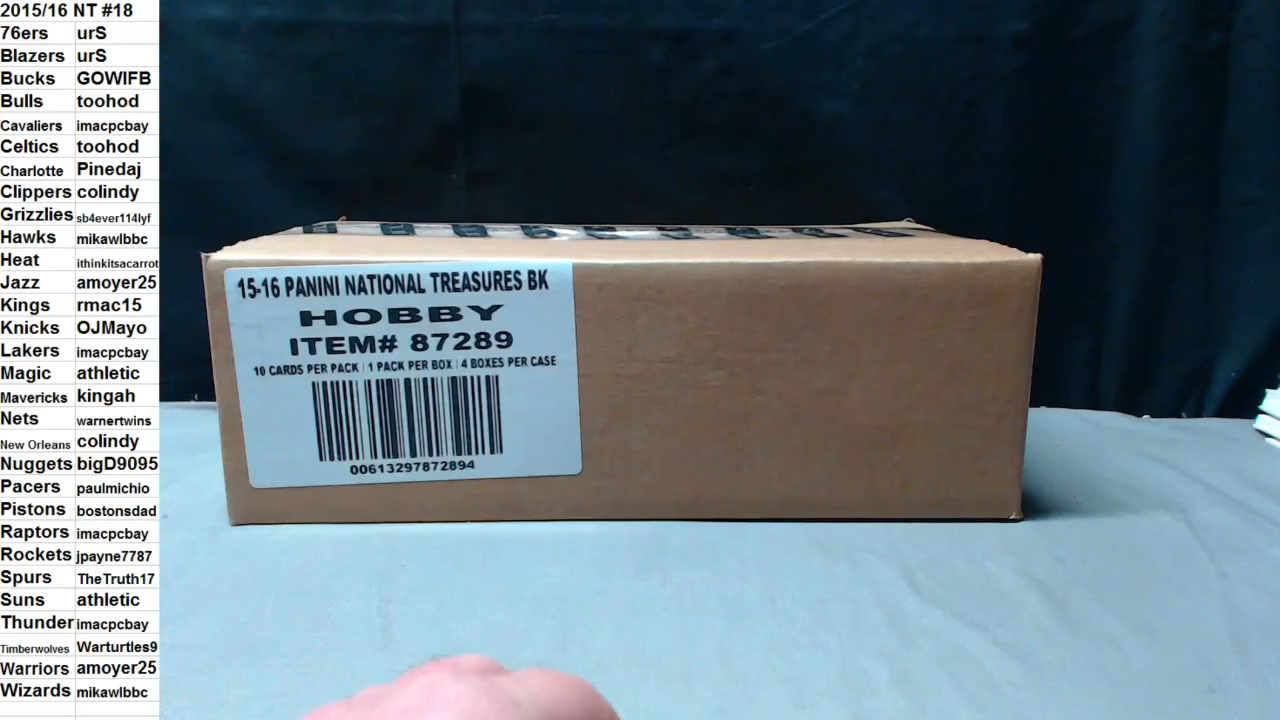 2015/16 NT #18
76ers urS
Blazers urS
Bucks GOWIFB
Bulls toohod
Cavaliers imacpcbay
Celtics toohod
Charlotte Pinedaj
Clippers colindy
Grizzlies sb4ever114lyf
Hawks mikawlbbc
Heat ithinkitsacarrot
Jazz amoyer25
Kings rmac15
Knicks OJMayo
Lakers imacpcbay
Magic athletic
Mavericks kingah
Nets warnertwins
New Orleans colindy
Nuggets bigD9095
Pacers paulmichio
Pistons bostonsdad
Raptors imacpcbay
Rockets jpayne7787
Spurs TheTruth17
Suns athletic
Thunder imacpcbay
Timberwolves Warturtles9
Warriors amoyer25
Wizards mikawlbbc
15-16 PANINI NATIONAL TREASURES BK
HOBBY
ITEM# 87289
10 CARDS PER PACK | 1 PACK PER BOX | 4 BOXES PER CASE
00613297872894